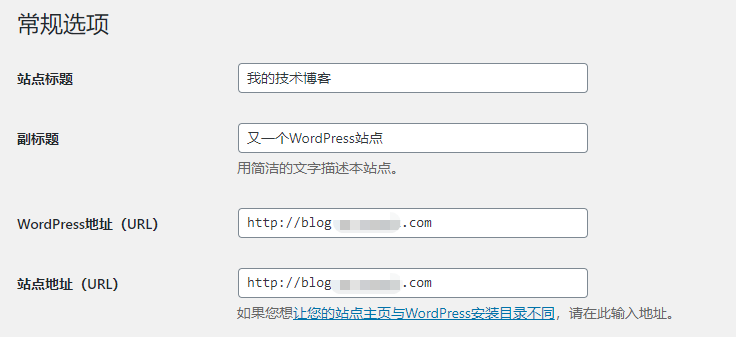 常规选项
站点标题
我的技术博客
副标题
又一个WordPress站点
用简洁的文字描述本站点。
WordPress地址（URL）
http://blog .com
站点地址（URL）
http://blog .com
如果您想让您的站点主页与WordPress安装目录不同，请在此输入地址。